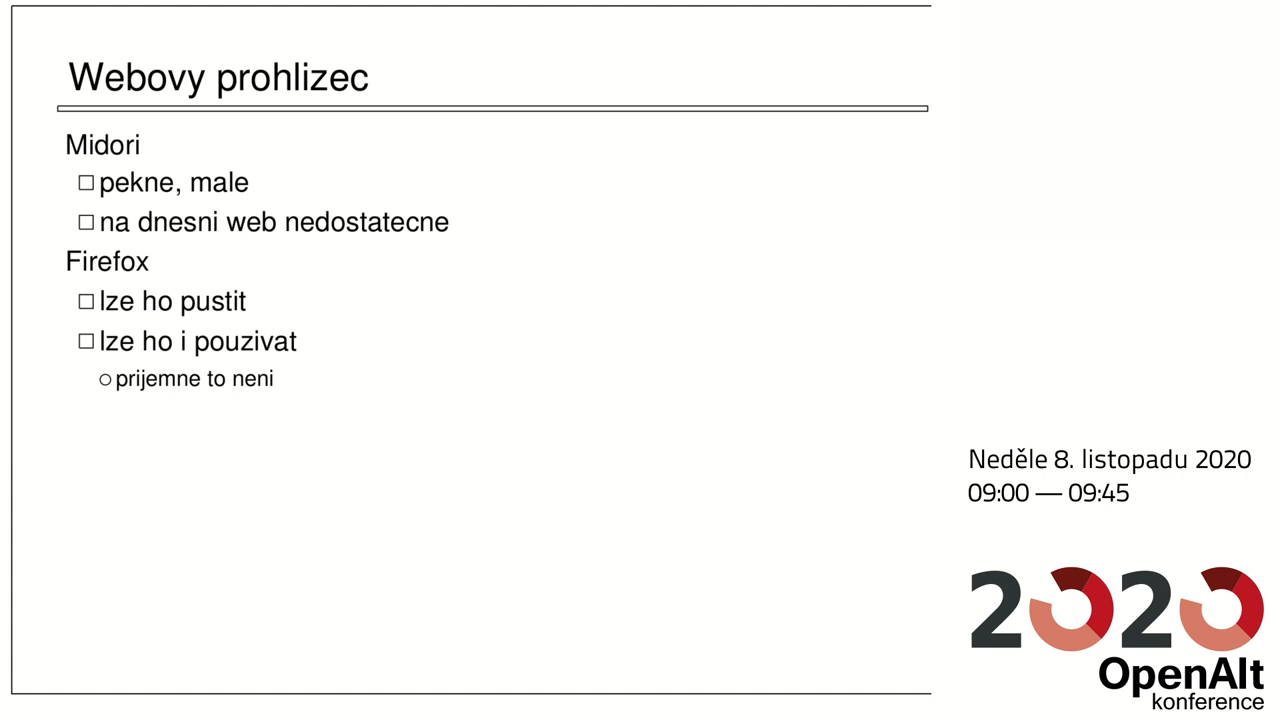 Webovy prohlizec
Midori
pekne, male
na dnesni web nedostatecne
Firefox
lze ho pustit
lze ho i pouzivat
prijemne to neni
Neděle 8. listopadu 2020
09:00 — 09:45
2020
OpenAlt
konference